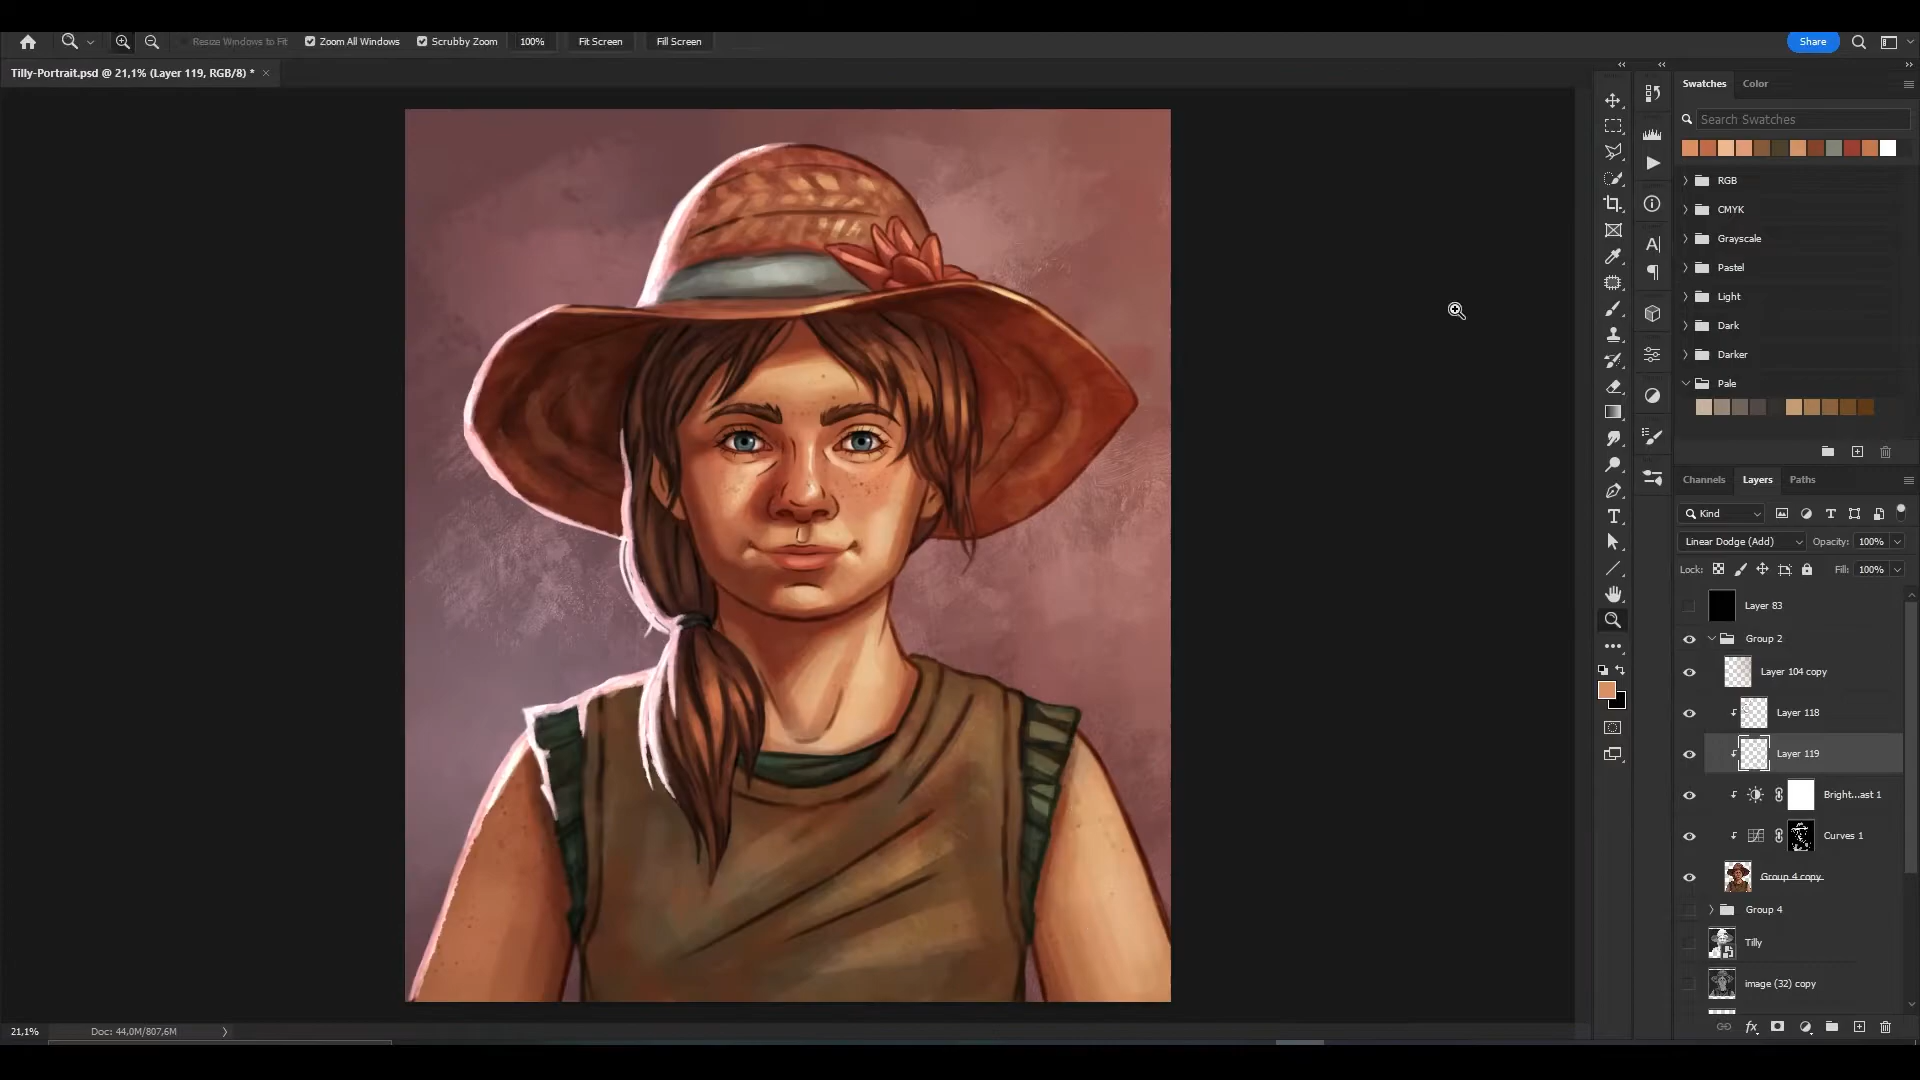 Resize Windows to Fit Zoom All Windows Scrubby Zoom 100% Fit Screen Fill Screen Share
Tilly-Portrait.psd @ 21,1% (Layer 119, RGB/8) * ×
Swatches Color
Search Swatches
RGB
CMYK
Grayscale
Pastel
Light
Dark
Darker
Pale
Channels Layers Paths
Kind
Linear Dodge (Add) Opacity: 100%
Lock: Fill: 100%
Layer 83
Group 2
Layer 104 copy
Layer 118
Layer 119
Bright...ast 1
Curves 1
Group 4 copy
Group 4
Tilly
image (32) copy
21,1% Doc: 44,0M/807,6M